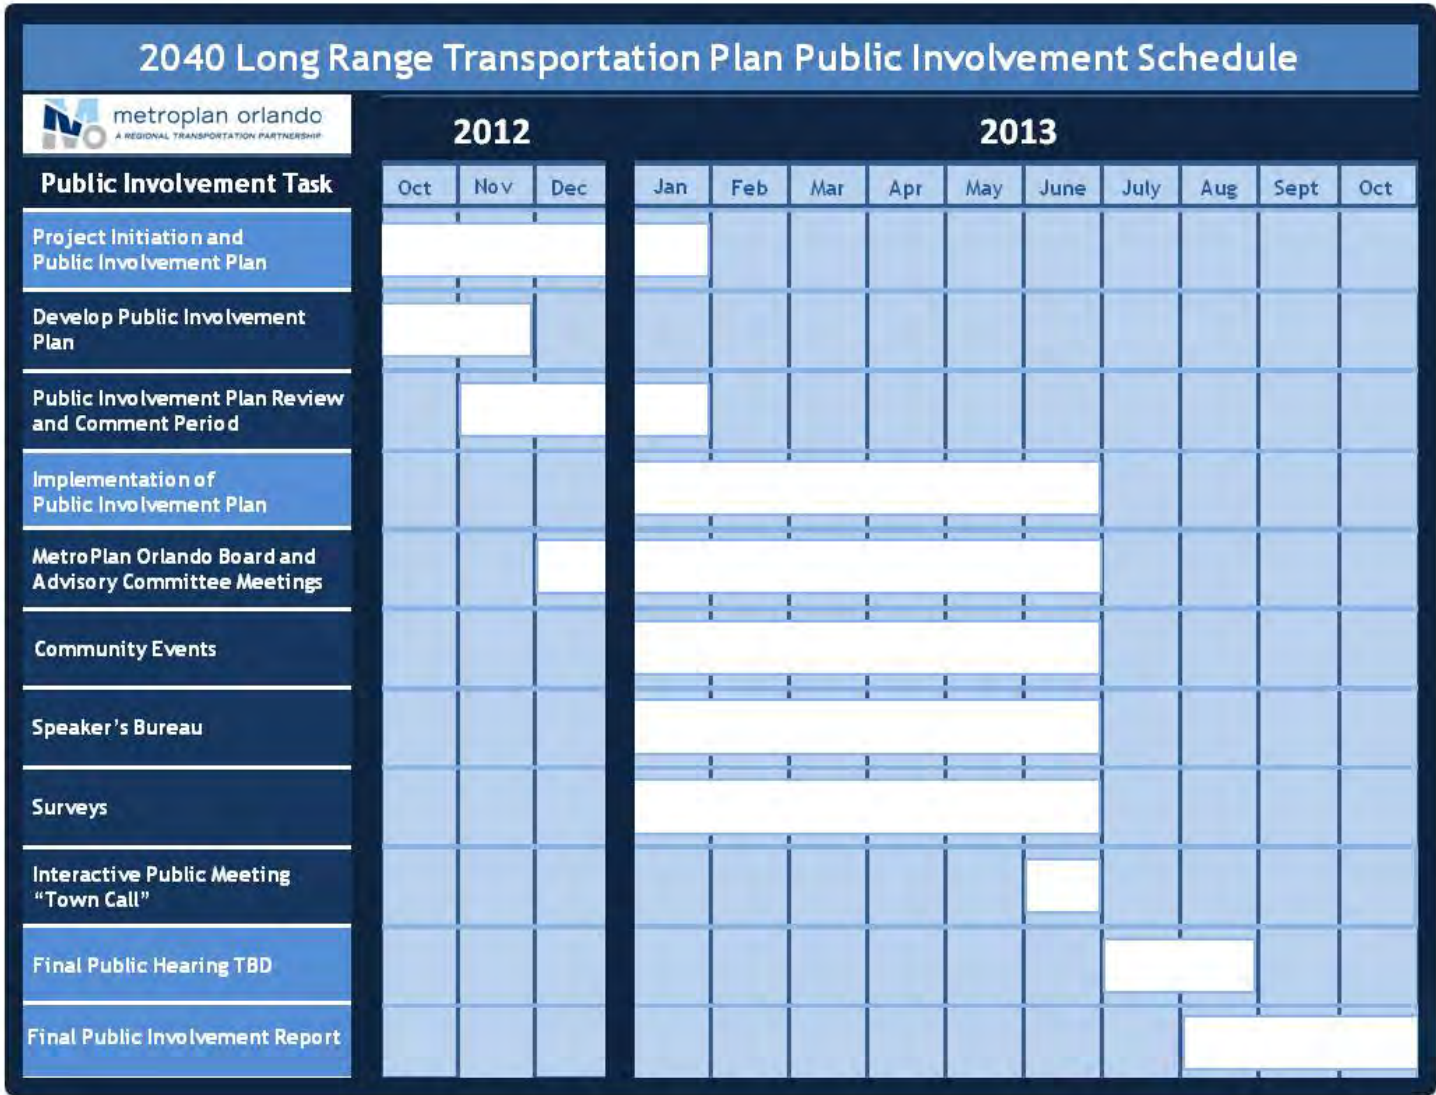 2040 Long Range Transportation Plan Public Involvement Schedule
metroplan orlando
A REGIONAL TRANSPORTATION PARTNERSHIP
2012 2013
Public Involvement Task Oct Nov Dec Jan Feb Mar Apr May June July Aug Sept Oct
Project Initiation and
Public Involvement Plan
Develop Public Involvement
Plan
Public Involvement Plan Review
and Comment Period
Implementation of
Public Involvement Plan
MetroPlan Orlando Board and
Advisory Committee Meetings
Community Events
Speaker's Bureau
Surveys
Interactive Public Meeting
“Town Call”
Final Public Hearing TBD
Final Public Involvement Report